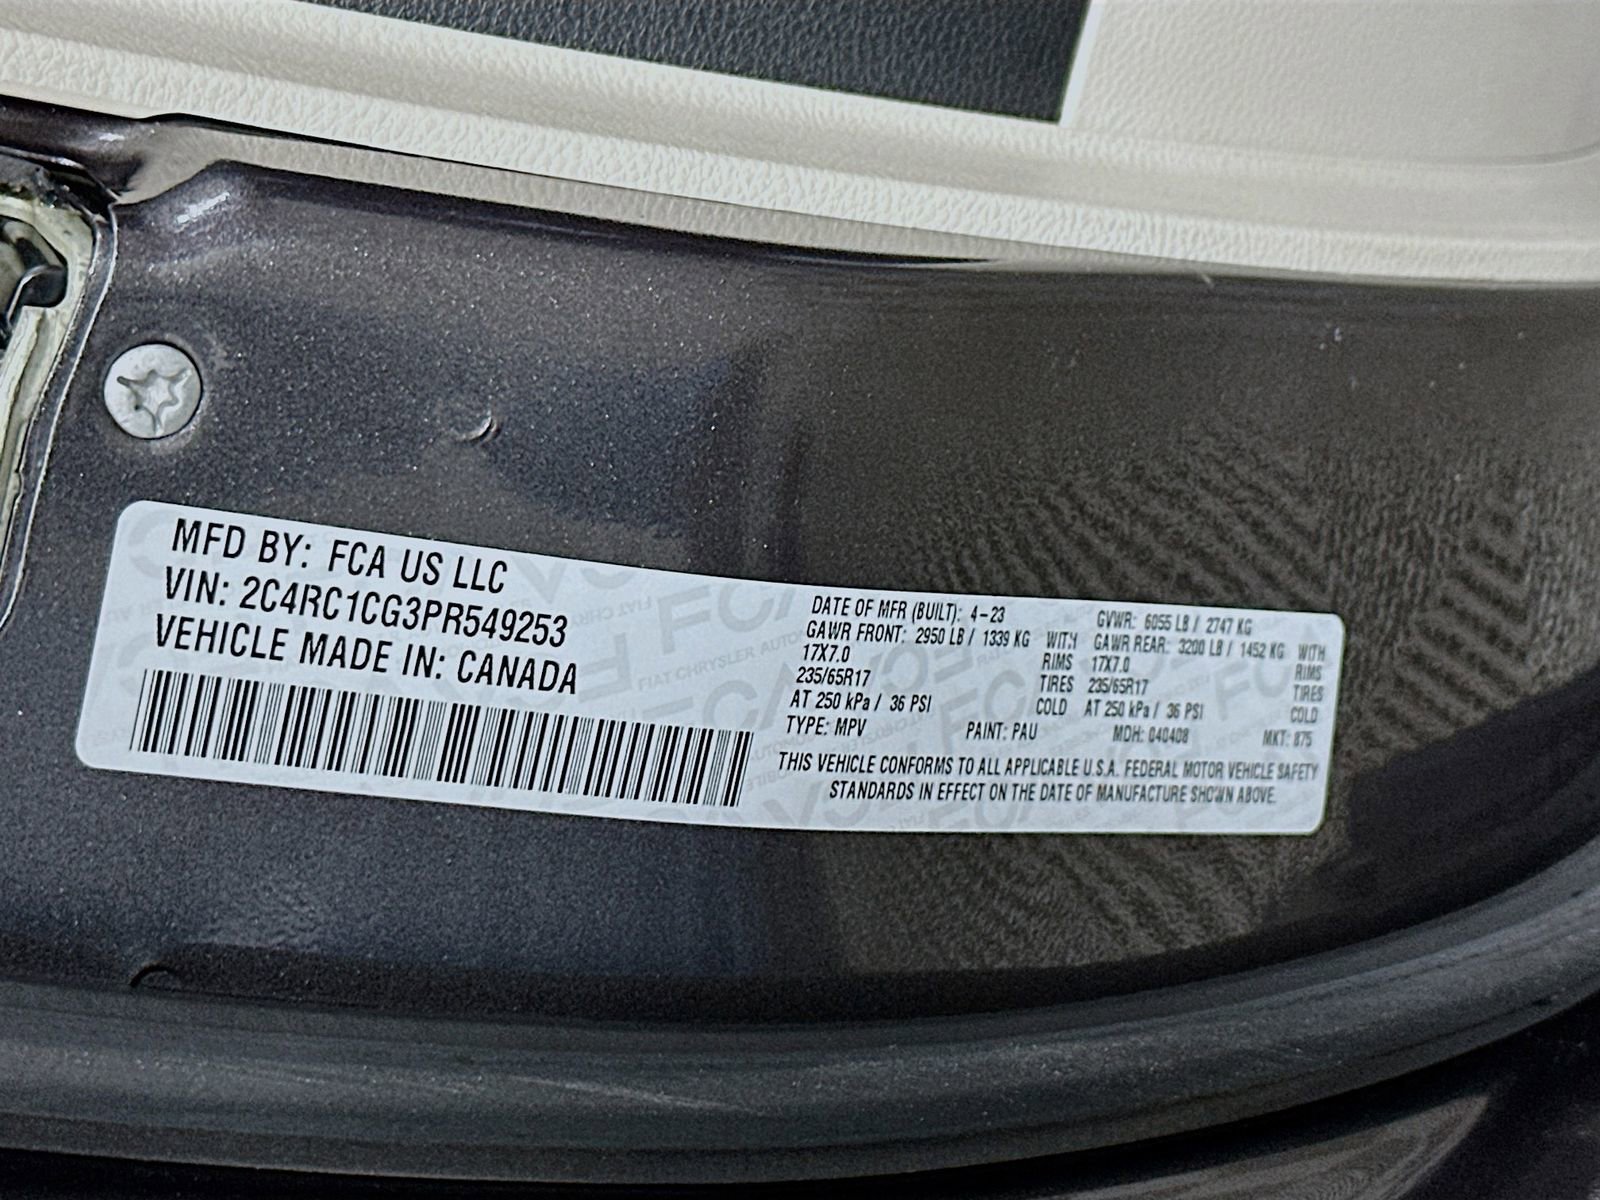 MFD BY: FCA US LLC
VIN: 2C4RC1CG3PR549253
VEHICLE MADE IN: CANADA
DATE OF MFR (BUILT): 4-23 GVWR: 6055 LB / 2747 KG
GAWR FRONT: 2950 LB / 1339 KG WITH GAWR REAR: 3200 LB / 1452 KG WITH
17X7.0 RIMS 17X7.0 RIMS
235/65R17 TIRES 235/65R17 TIRES
AT 250 kPa / 36 PSI COLD AT 250 kPa / 36 PSI COLD
TYPE: MPV PAINT: PAU MDH: 040408 MKT: 875
THIS VEHICLE CONFORMS TO ALL APPLICABLE U.S.A. FEDERAL MOTOR VEHICLE SAFETY
STANDARDS IN EFFECT ON THE DATE OF MANUFACTURE SHOWN ABOVE.